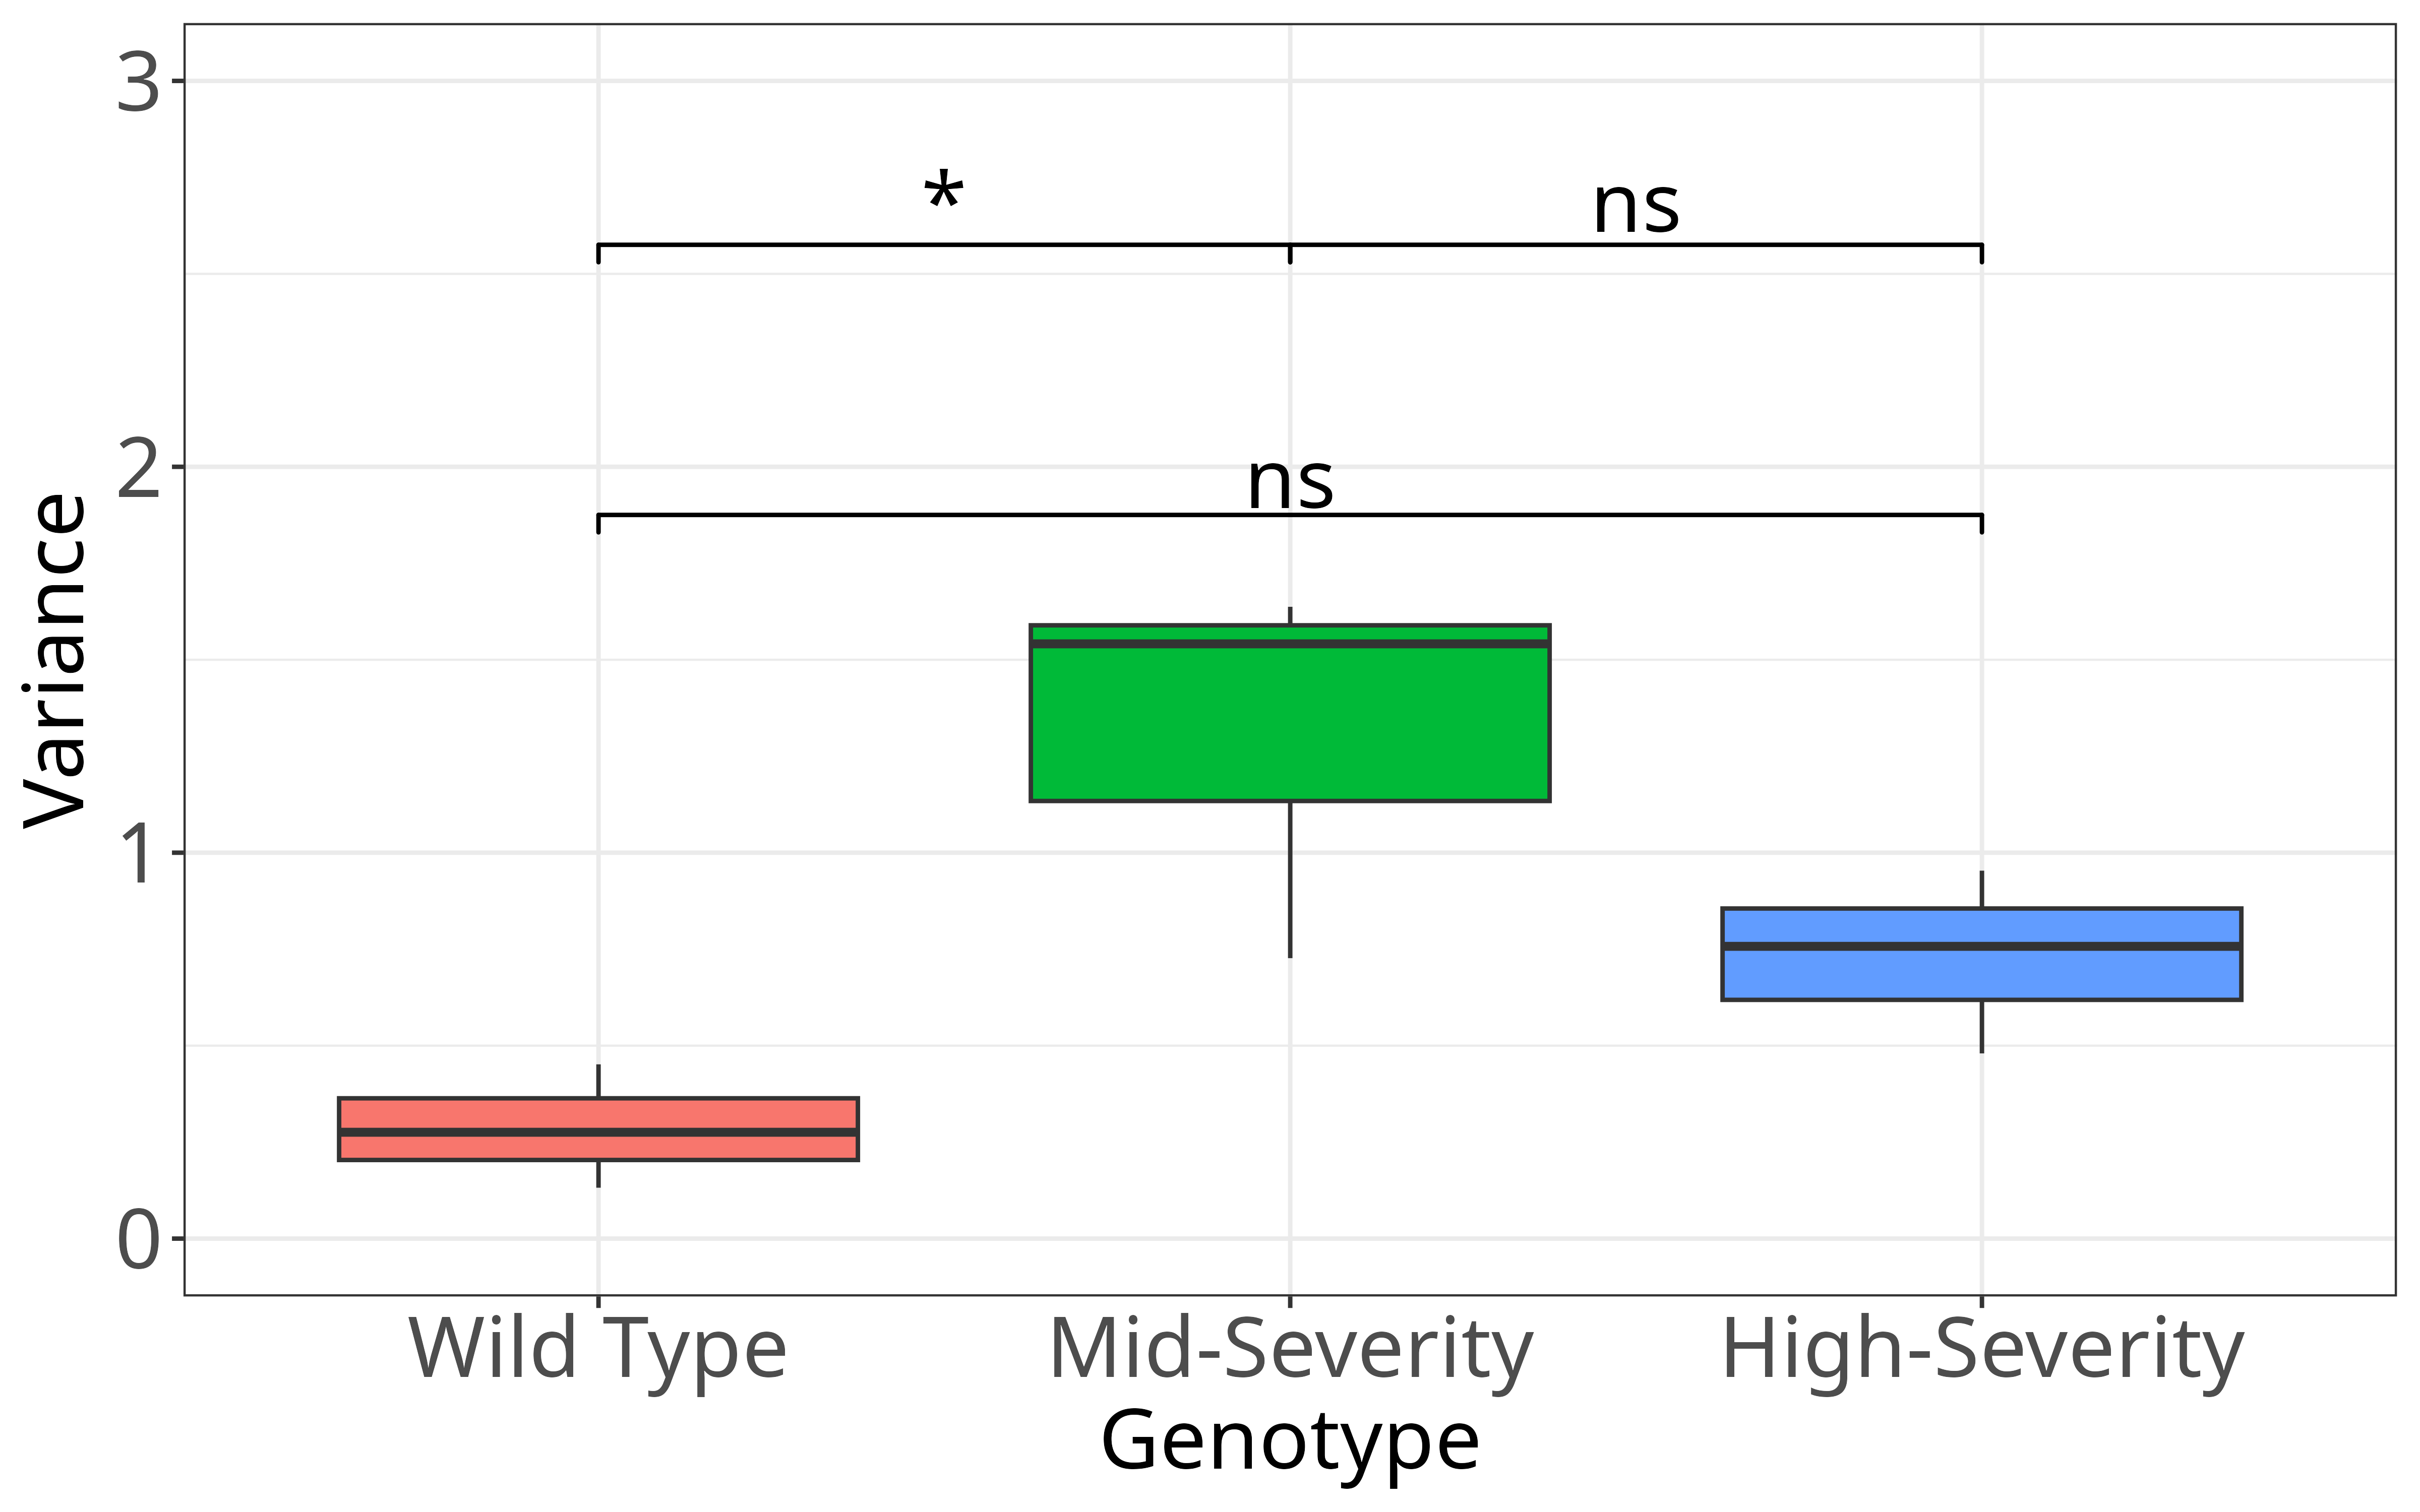 3
* ns
2
ns
1
0
Variance
Wild Type Mid-Severity High-Severity
Genotype